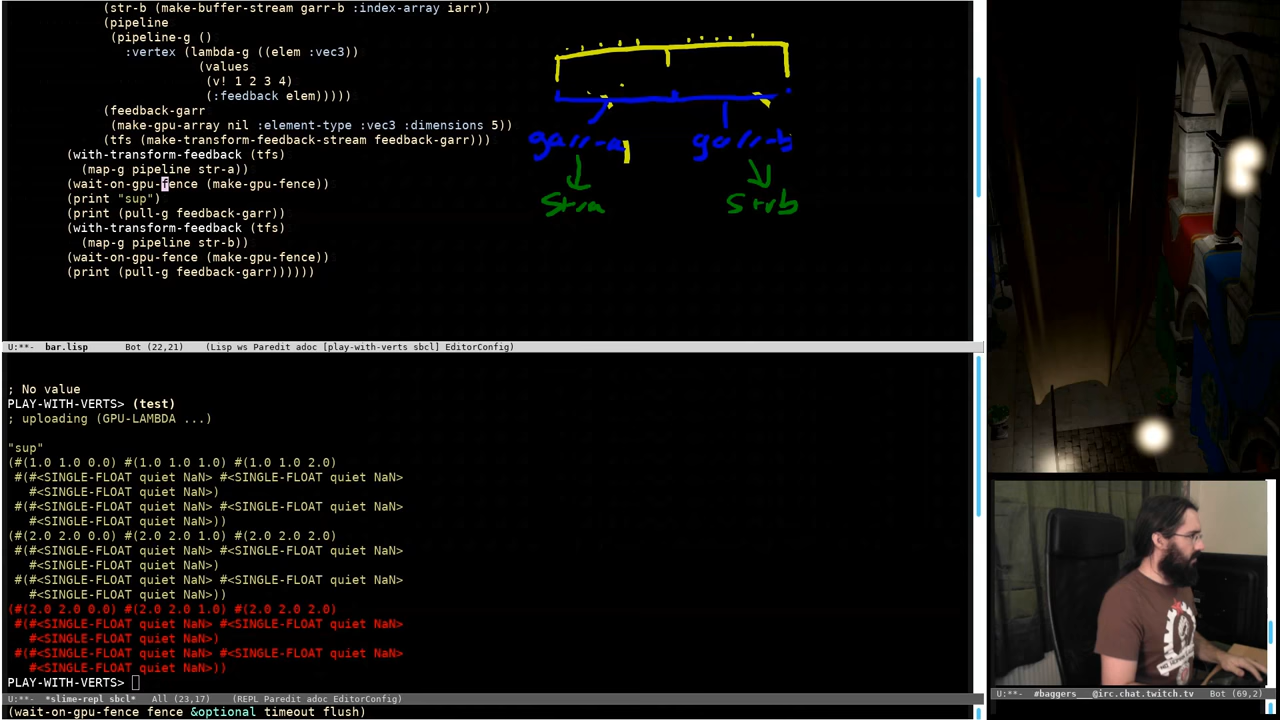 (str-b (make-buffer-stream garr-b :index-array iarr))
(pipeline
(pipeline-g ()
:vertex (lambda-g ((elem :vec3))
(values
(v! 1 2 3 4)
(:feedback elem)))))
(feedback-garr
(make-gpu-array nil :element-type :vec3 :dimensions 5))
(tfs (make-transform-feedback-stream feedback-garr)))
(with-transform-feedback (tfs)
(map-g pipeline str-a))
(wait-on-gpu-fence (make-gpu-fence))
(print "sup")
(print (pull-g feedback-garr))
(with-transform-feedback (tfs)
(map-g pipeline str-b))
(wait-on-gpu-fence (make-gpu-fence))
(print (pull-g feedback-garr))))))
garr-a garr-b
stra strb
U:**- bar.lisp Bot (22,21) (Lisp ws Paredit adoc [play-with-verts sbcl] EditorConfig)
; No value
PLAY-WITH-VERTS> (test)
; uploading (GPU-LAMBDA ...)
"sup"
(#(1.0 1.0 0.0) #(1.0 1.0 1.0) #(1.0 1.0 2.0)
#(#<SINGLE-FLOAT quiet NaN> #<SINGLE-FLOAT quiet NaN>
#<SINGLE-FLOAT quiet NaN>)
#(#<SINGLE-FLOAT quiet NaN> #<SINGLE-FLOAT quiet NaN>
#<SINGLE-FLOAT quiet NaN>))
(#(2.0 2.0 0.0) #(2.0 2.0 1.0) #(2.0 2.0 2.0)
#(#<SINGLE-FLOAT quiet NaN> #<SINGLE-FLOAT quiet NaN>
#<SINGLE-FLOAT quiet NaN>)
#(#<SINGLE-FLOAT quiet NaN> #<SINGLE-FLOAT quiet NaN>
#<SINGLE-FLOAT quiet NaN>))
(#(2.0 2.0 0.0) #(2.0 2.0 1.0) #(2.0 2.0 2.0)
#(#<SINGLE-FLOAT quiet NaN> #<SINGLE-FLOAT quiet NaN>
#<SINGLE-FLOAT quiet NaN>)
#(#<SINGLE-FLOAT quiet NaN> #<SINGLE-FLOAT quiet NaN>
#<SINGLE-FLOAT quiet NaN>))
PLAY-WITH-VERTS>
U:**- *slime-repl sbcl* All (23,17) (REPL Paredit adoc EditorConfig)
(wait-on-gpu-fence fence &optional timeout flush)
U:**- #baggers___@irc.chat.twitch.tv Bot (69,2)